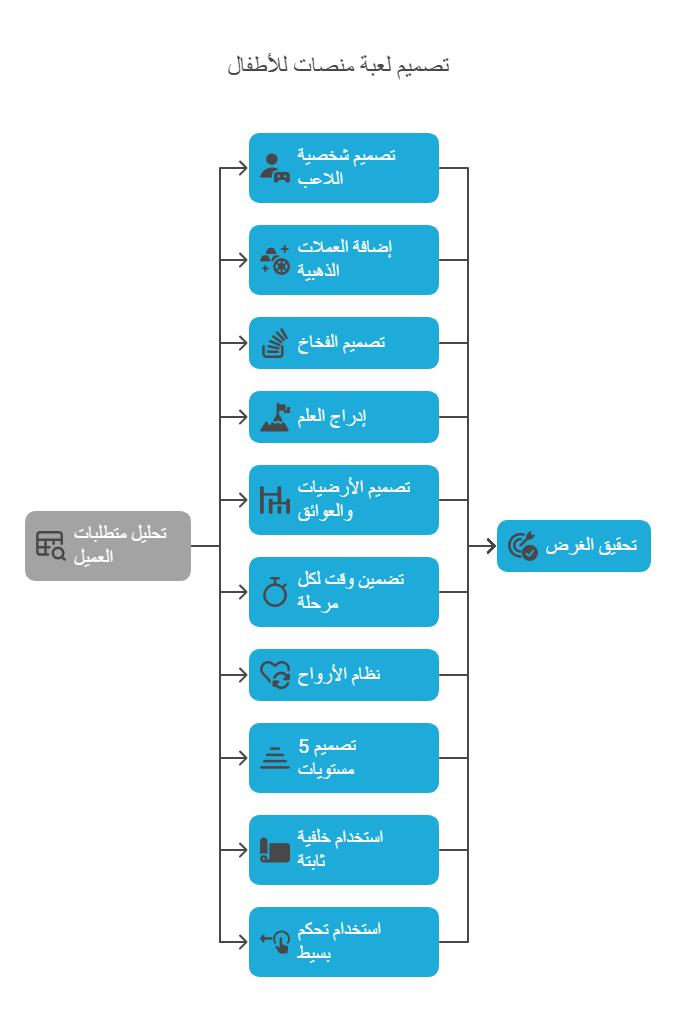 تصميم لعبة منصات للأطفال
تحليل متطلبات
العميل
تصميم شخصية
اللاعب
إضافة العملات
الذهبية
تصميم الفخاخ
إدراج العلم
تصميم الأرضيات
والعوائق
تضمين وقت لكل
مرحلة
نظام الأرواح
تصميم 5
مستويات
استخدام خلفية
ثابتة
استخدام تحكم
بسيط
تحقيق الغرض